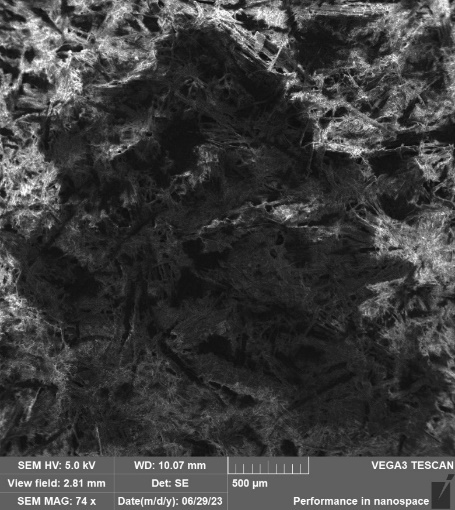 SEM HV: 5.0 kV WD: 10.07 mm VEGA3 TESCAN
View field: 2.81 mm Det: SE 500 µm
SEM MAG: 74 x Date(m/d/y): 06/29/23 Performance in nanospace